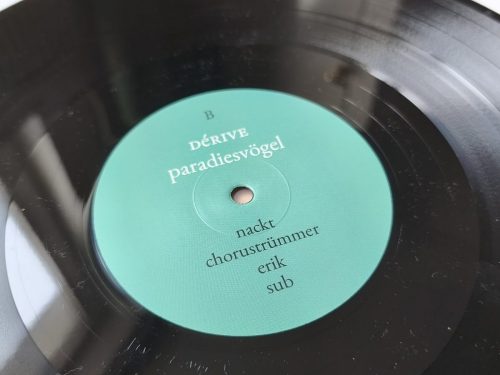 B
DÉRIVE
paradiesvögel
nackt
chorustrümmer
erik
sub